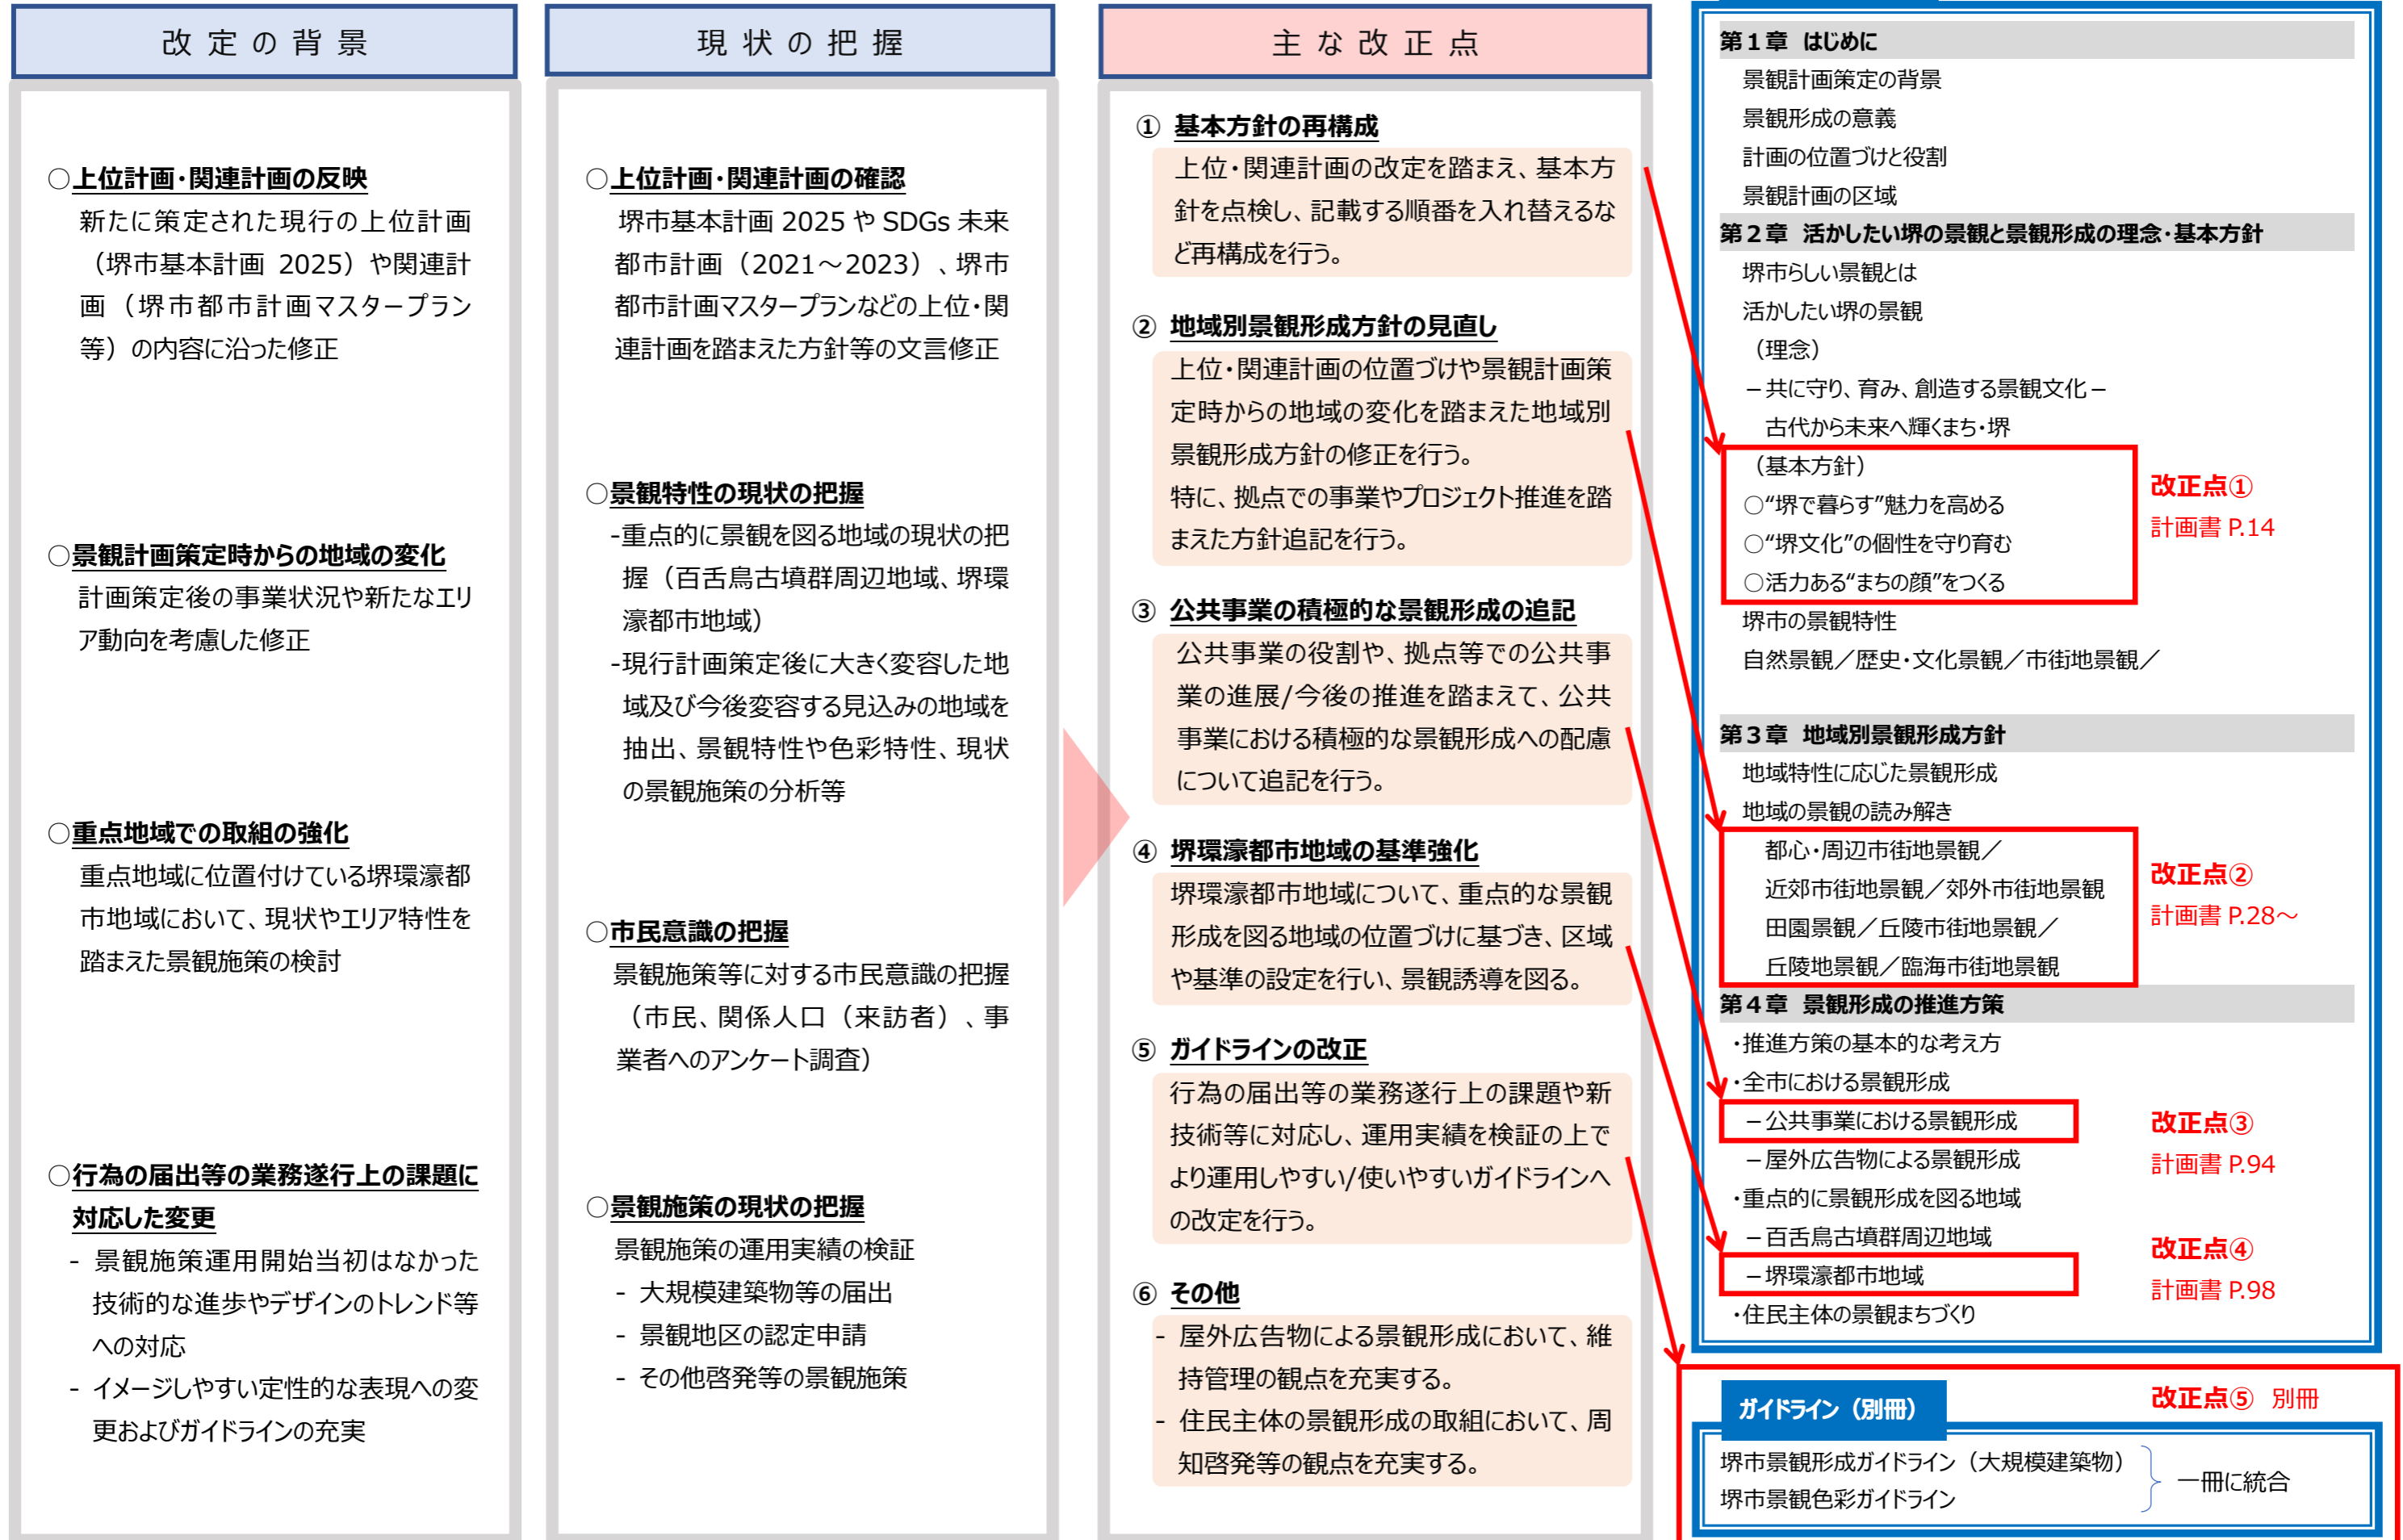 改定の背景
○上位計画・関連計画の反映
新たに策定された現行の上位計画
（堺市基本計画 2025）や関連計
画（堺市都市計画マスタープラン
等）の内容に沿った修正
○景観計画策定時からの地域の変化
計画策定後の事業状況や新たなエリ
ア動向を考慮した修正
○重点地域での取組の強化
重点地域に位置付けている堺環濠都
市地域において、現状やエリア特性を
踏まえた景観施策の検討
○行為の届出等の業務遂行上の課題に
対応した変更
- 景観施策運用開始当初はなかった
技術的な進歩やデザインのトレンド等
への対応
- イメージしやすい定性的な表現への変
更およびガイドラインの充実
現状の把握
○上位計画・関連計画の確認
堺市基本計画 2025 や SDGs 未来
都市計画（2021～2023）、堺市
都市計画マスタープランなどの上位・関
連計画を踏まえた方針等の文言修正
○景観特性の現状の把握
-重点的に景観を図る地域の現状の把
握（百舌鳥古墳群周辺地域、堺環
濠都市地域）
-現行計画策定後に大きく変容した地
域及び今後変容する見込みの地域を
抽出、景観特性や色彩特性、現状
の景観施策の分析等
○市民意識の把握
景観施策等に対する市民意識の把握
（市民、関係人口（来訪者）、事
業者へのアンケート調査）
○景観施策の現状の把握
景観施策の運用実績の検証
- 大規模建築物等の届出
- 景観地区の認定申請
- その他啓発等の景観施策
主な改正点
① 基本方針の再構成
上位・関連計画の改定を踏まえ、基本方
針を点検し、記載する順番を入れ替えるな
ど再構成を行う。
② 地域別景観形成方針の見直し
上位・関連計画の位置づけや景観計画策
定時からの地域の変化を踏まえた地域別
景観形成方針の修正を行う。
特に、拠点での事業やプロジェクト推進を踏
まえた方針追記を行う。
③ 公共事業の積極的な景観形成の追記
公共事業の役割や、拠点等での公共事
業の進展/今後の推進を踏まえて、公共
事業における積極的な景観形成への配慮
について追記を行う。
④ 堺環濠都市地域の基準強化
堺環濠都市地域について、重点的な景観
形成を図る地域の位置づけに基づき、区域
や基準の設定を行い、景観誘導を図る。
⑤ ガイドラインの改正
行為の届出等の業務遂行上の課題や新
技術等に対応し、運用実績を検証の上で
より運用しやすい/使いやすいガイドラインへ
の改定を行う。
⑥ その他
- 屋外広告物による景観形成において、維
持管理の観点を充実する。
- 住民主体の景観形成の取組において、周
知啓発等の観点を充実する。
第１章 はじめに
景観計画策定の背景
景観形成の意義
計画の位置づけと役割
景観計画の区域
第２章 活かしたい堺の景観と景観形成の理念・基本方針
堺市らしい景観とは
活かしたい堺の景観
（理念）
－共に守り、育み、創造する景観文化－
古代から未来へ輝くまち・堺
（基本方針）
○“堺で暮らす”魅力を高める
○“堺文化”の個性を守り育む
○活力ある“まちの顔”をつくる
改正点①
計画書 P.14
堺市の景観特性
自然景観／歴史・文化景観／市街地景観／
第３章 地域別景観形成方針
地域特性に応じた景観形成
地域の景観の読み解き
都心・周辺市街地景観／
近郊市街地景観／郊外市街地景観
田園景観／丘陵市街地景観／
丘陵地景観／臨海市街地景観
改正点②
計画書 P.28～
第４章 景観形成の推進方策
・推進方策の基本的な考え方
・全市における景観形成
－公共事業における景観形成
－屋外広告物による景観形成
改正点③
計画書 P.94
・重点的に景観形成を図る地域
－百舌鳥古墳群周辺地域
－堺環濠都市地域
改正点④
計画書 P.98
・住民主体の景観まちづくり
ガイドライン（別冊）
改正点⑤ 別冊
堺市景観形成ガイドライン（大規模建築物）
堺市景観色彩ガイドライン
一冊に統合